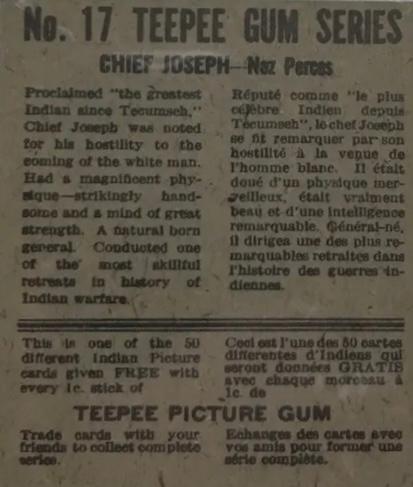 No. 17 TEEPEE GUM SERIES
CHIEF JOSEPH—Nez Perces
Proclaimed "the greatest
Indian since Tecumseh,"
Chief Joseph was noted
for his hostility to the
coming of the white man.
Had a magnificent phy-
sique—strikingly hand-
some and a mind of great
strength. A natural born
general. Conducted one
of the most skillful
retreats in history of
Indian warfare.
Réputé comme "le plus
célèbre Indien depuis
Tecumseh", le chef Joseph
se fit remarquer par son
hostilité à la venue de
l'homme blanc. Il était
doué d'un physique mer-
veilleux, était vraiment
beau et d'une intelligence
remarquable. Général-né,
il dirigea une des plus re-
marquables retraites dans
l'histoire des guerres in-
diennes.
This is one of the 50
different Indian Picture
cards given FREE with
every 1c. stick of
Ceci est l'une des 50 cartes
differentes d'Indiens qui
seront données GRATIS
avec chaque morceau à
1c. de
TEEPEE PICTURE GUM
Trade cards with your
friends to collect complete
series.
Echanges des cartes avec
vos amis pour former une
série complète.